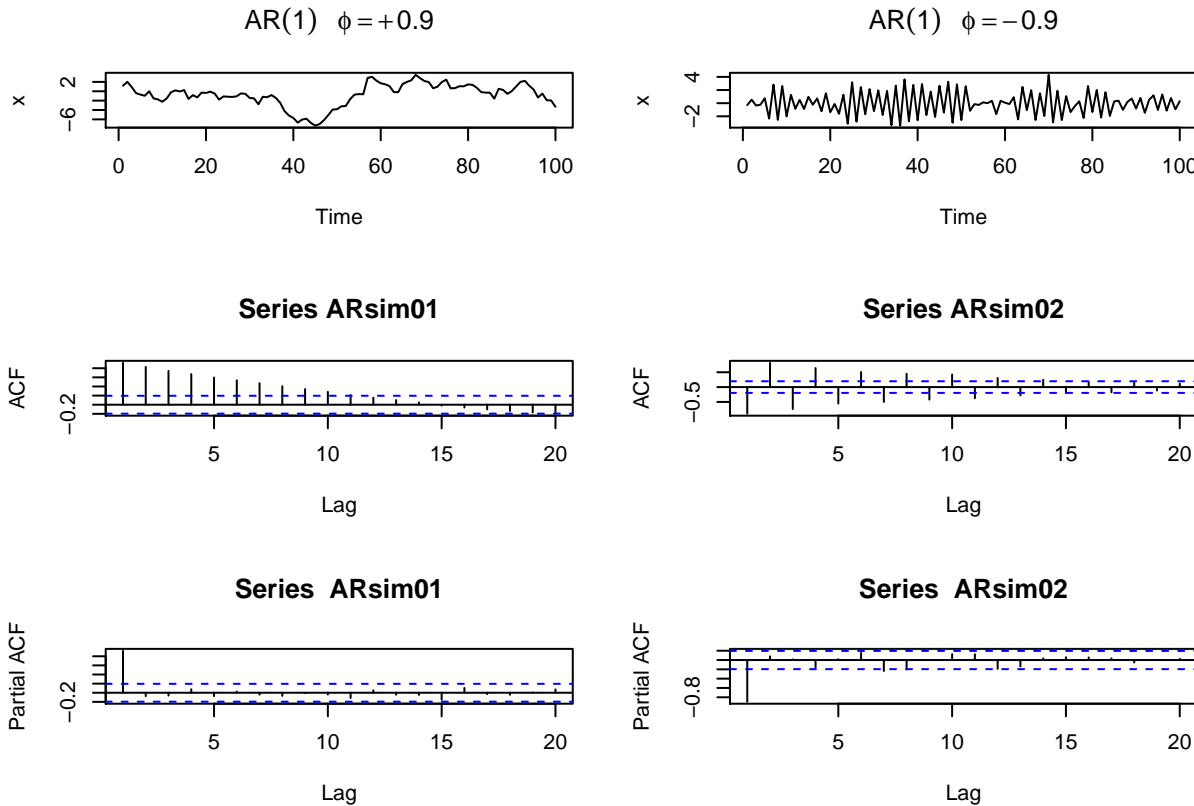 AR(1) ϕ = +0.9
x
2
−6
0 20 40 60 80 100
Time
AR(1) ϕ = −0.9
x
4
−2
0 20 40 60 80 100
Time
Series ARsim01
ACF
−0.2
5 10 15 20
Lag
Series ARsim02
ACF
−0.5
5 10 15 20
Lag
Series ARsim01
Partial ACF
−0.2
5 10 15 20
Lag
Series ARsim02
Partial ACF
−0.8
5 10 15 20
Lag